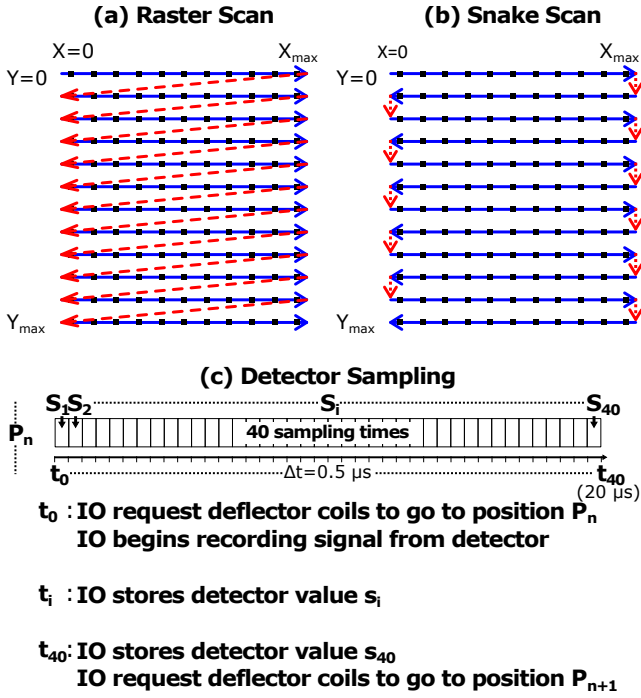 (a) Raster Scan
(b) Snake Scan
X=0
Xmax
X=0
Xmax
Y=0
Y=0
Ymax
Ymax
(c) Detector Sampling
S1 S2 Si S40
Pn
40 sampling times
t0 Δt=0.5 µs t40
(20 µs)
t0 : IO request deflector coils to go to position Pn
IO begins recording signal from detector
ti : IO stores detector value si
t40: IO stores detector value s40
IO request deflector coils to go to position Pn+1